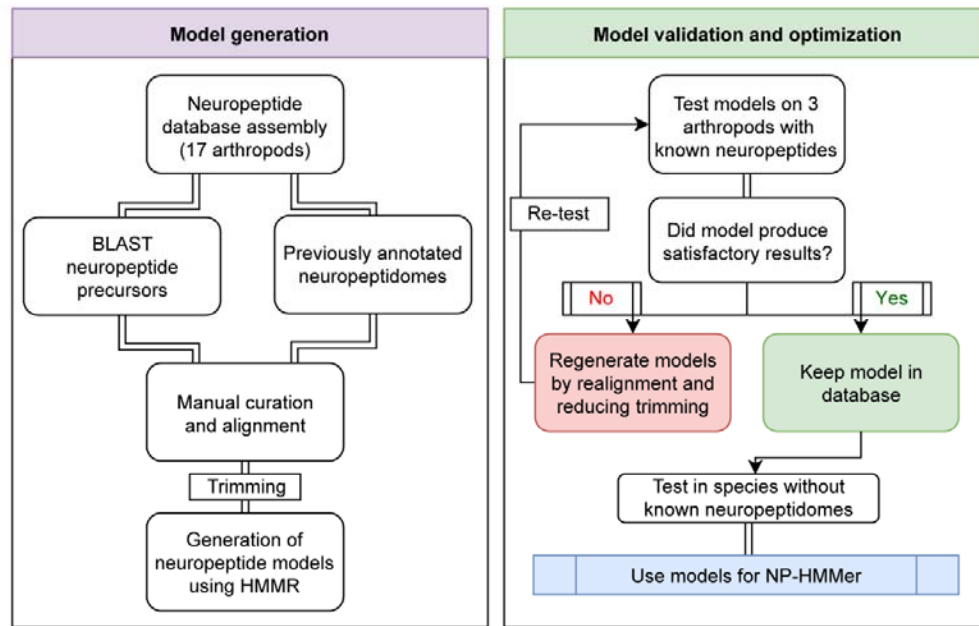 Model generation
Neuropeptide
database assembly
(17 arthropods)
BLAST
neuropeptide
precursors
Previously annotated
neuropeptidomes
Manual curation
and alignment
Trimming
Generation of
neuropeptide models
using HMMR
Model validation and optimization
Test models on 3
arthropods with
known neuropeptides
Re-test
Did model produce
satisfactory results?
No
Yes
Regenerate models
by realignment and
reducing trimming
Keep model in
database
Test in species without
known neuropeptidomes
Use models for NP-HMMer